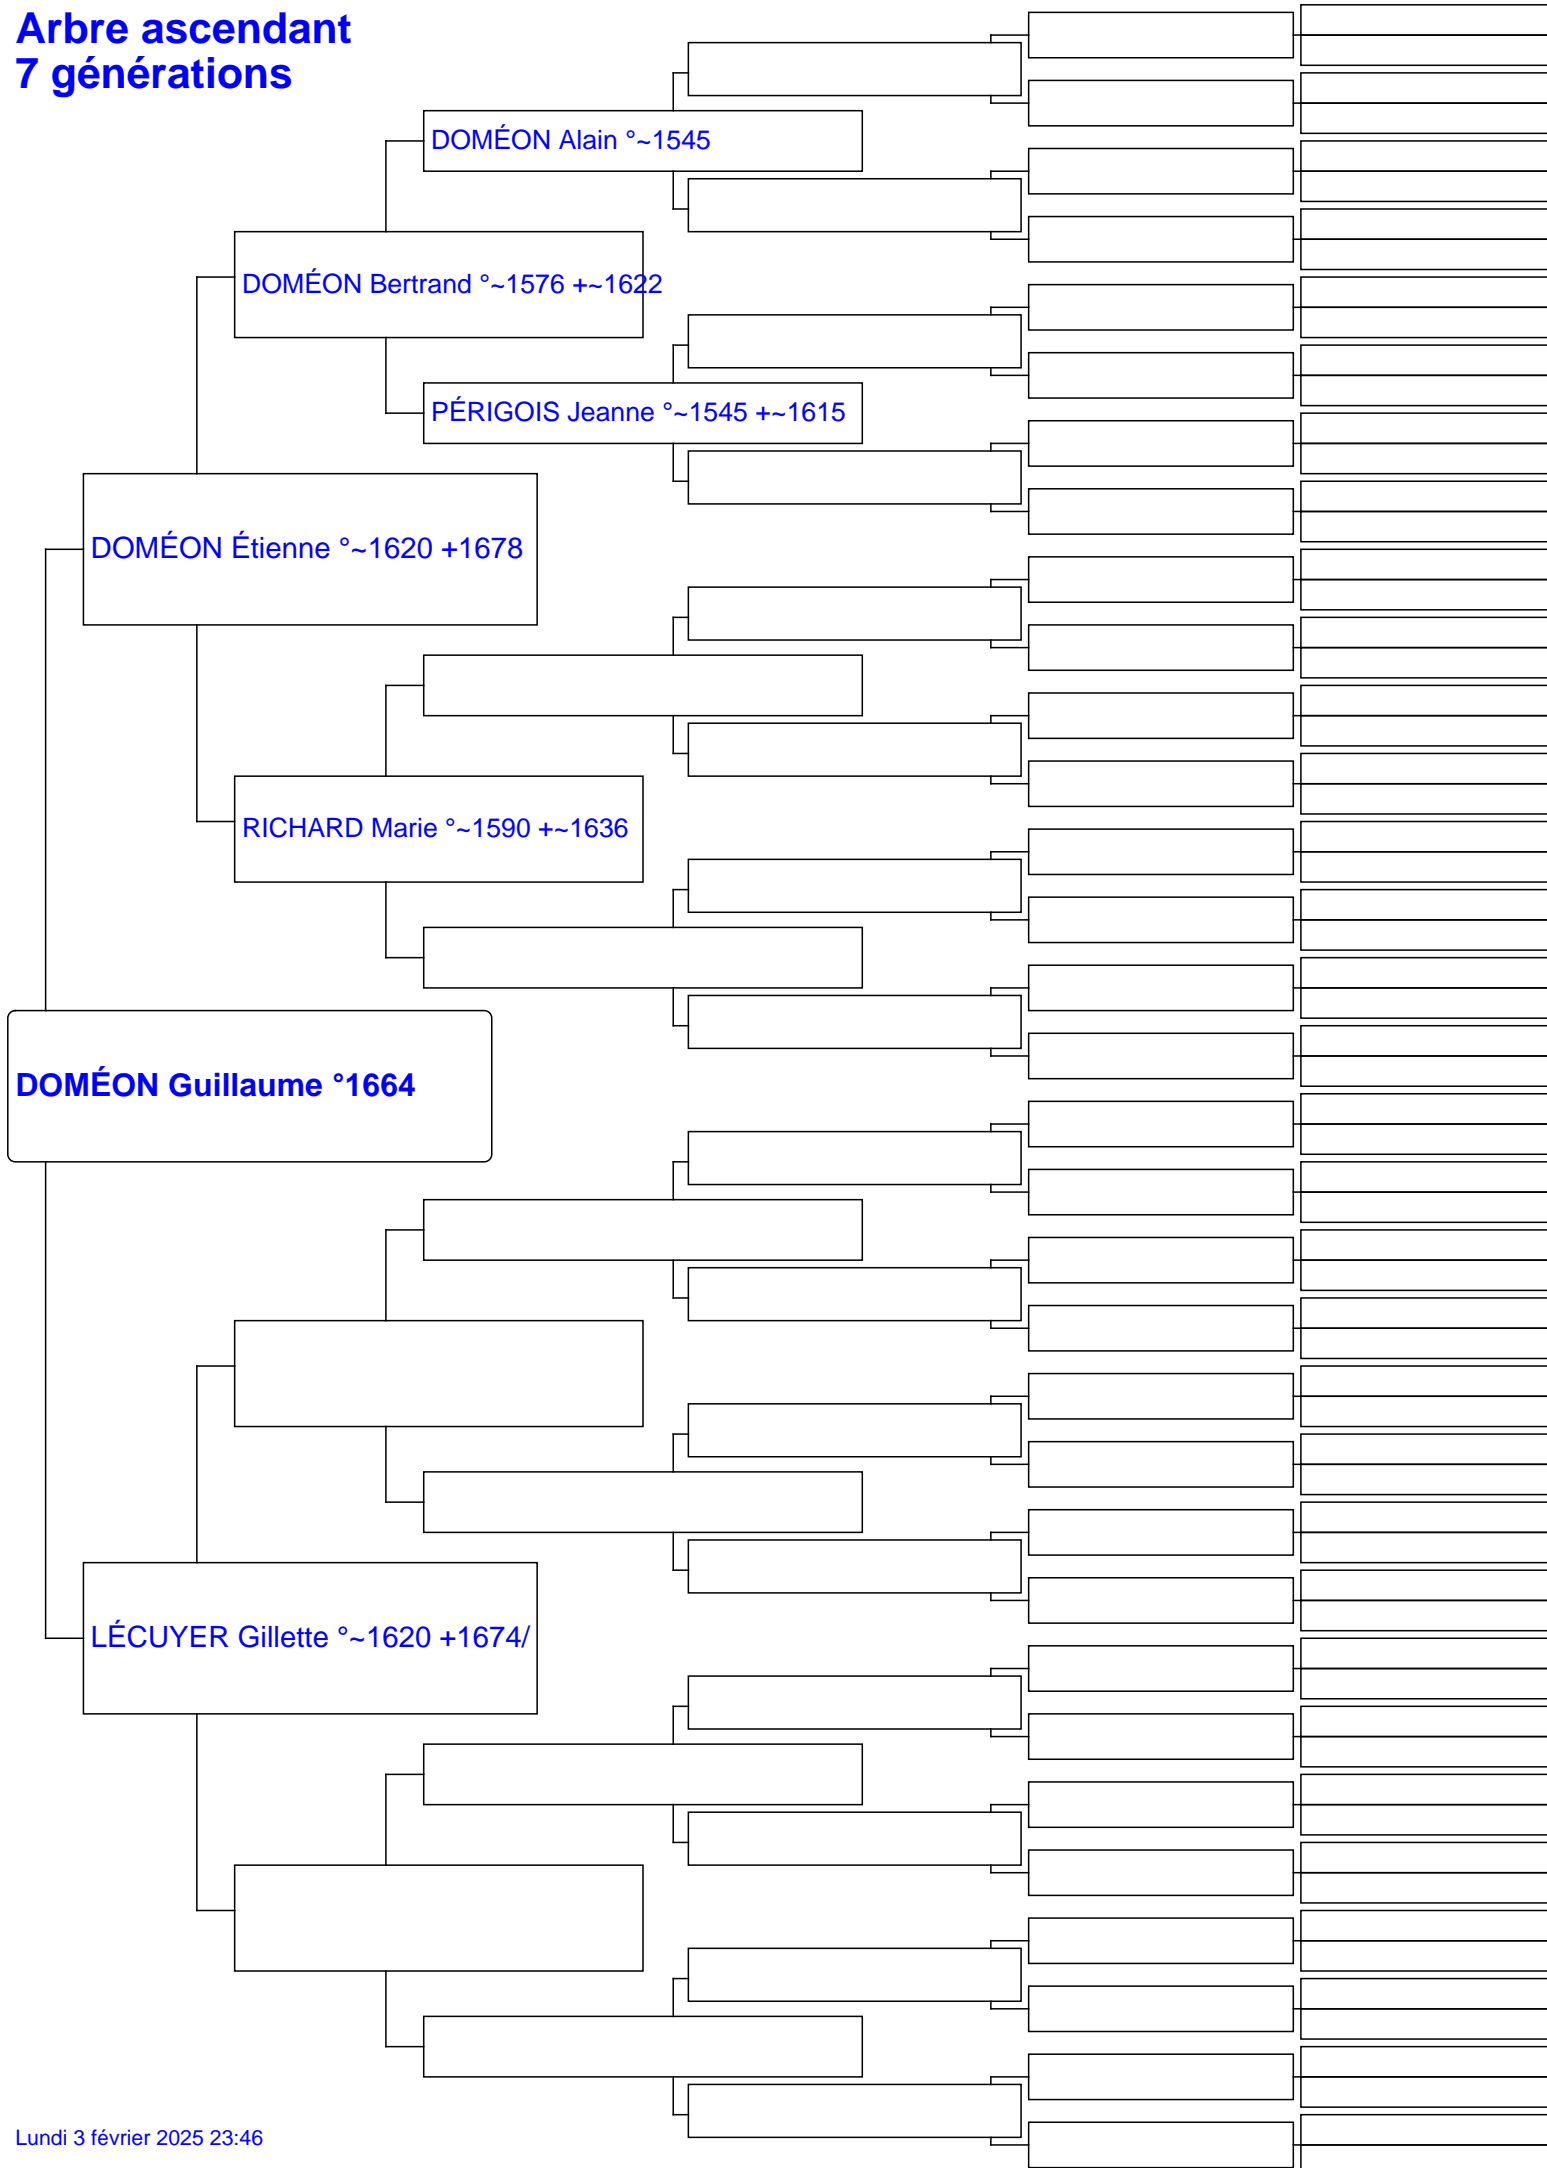 Arbre ascendant
7 générations
DOMÉON Alain °~1545
DOMÉON Bertrand °~1576 +~1622
PÉRIGOIS Jeanne °~1545 +~1615
DOMÉON Étienne °~1620 +1678
RICHARD Marie °~1590 +~1636
DOMÉON Guillaume °1664
LÉCUYER Gillette °~1620 +1674/
Lundi 3 février 2025 23:46